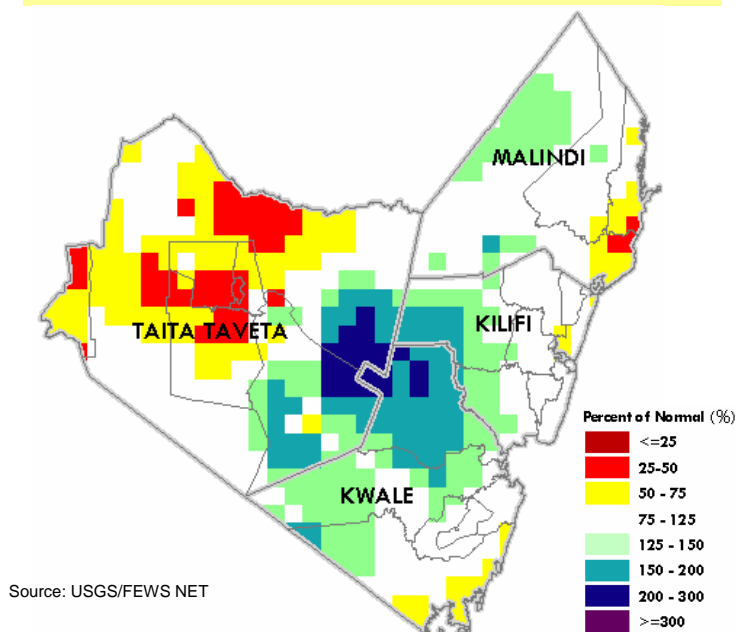 MALINDI
TAITA TAVETA
KILIFI
KWALE
Percent of Normal (%)
<=25
25-50
50 - 75
75 - 125
125 - 150
150 - 200
200 - 300
>=300
Source: USGS/FEWS NET